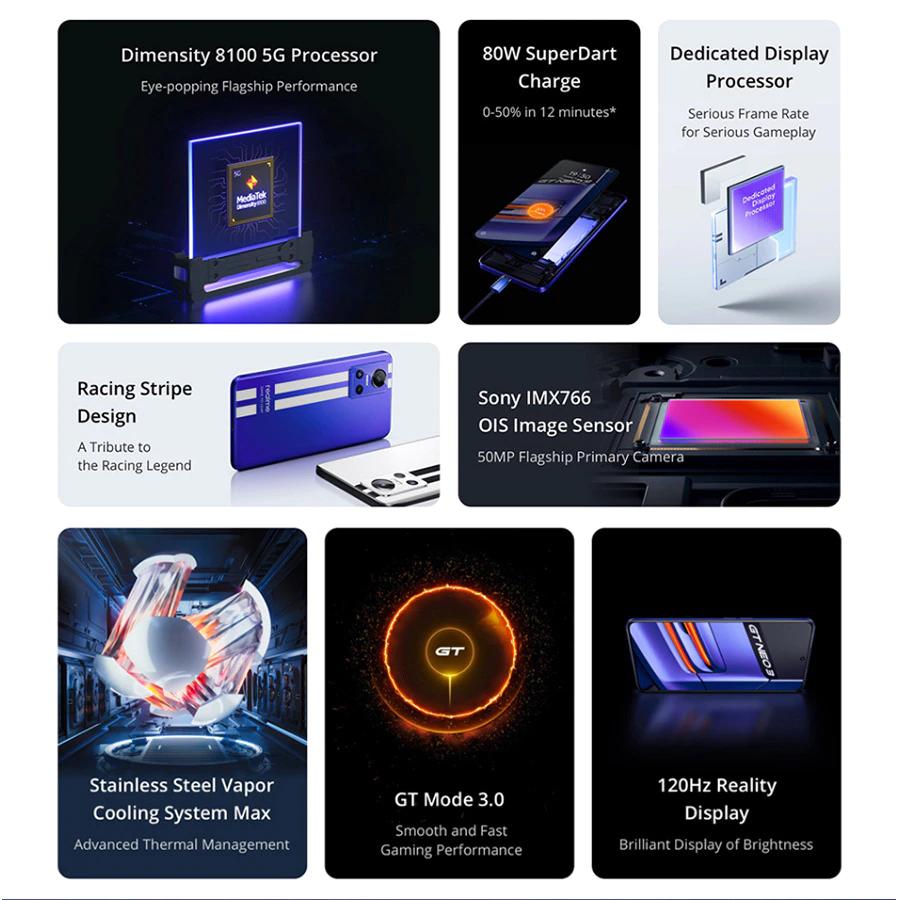 Dimensity 8100 5G Processor
Eye-popping Flagship Performance
5G
MediaTek
Dimensity 8100
80W SuperDart
Charge
0-50% in 12 minutes*
19:30
Dedicated Display
Processor
Serious Frame Rate
for Serious Gameplay
Dedicated
Display
Processor
Racing Stripe
Design
A Tribute to
the Racing Legend
realme
Sony IMX766
OIS Image Sensor
50MP Flagship Primary Camera
Stainless Steel Vapor
Cooling System Max
Advanced Thermal Management
GT
GT Mode 3.0
Smooth and Fast
Gaming Performance
GT NEO 3
120Hz Reality
Display
Brilliant Display of Brightness